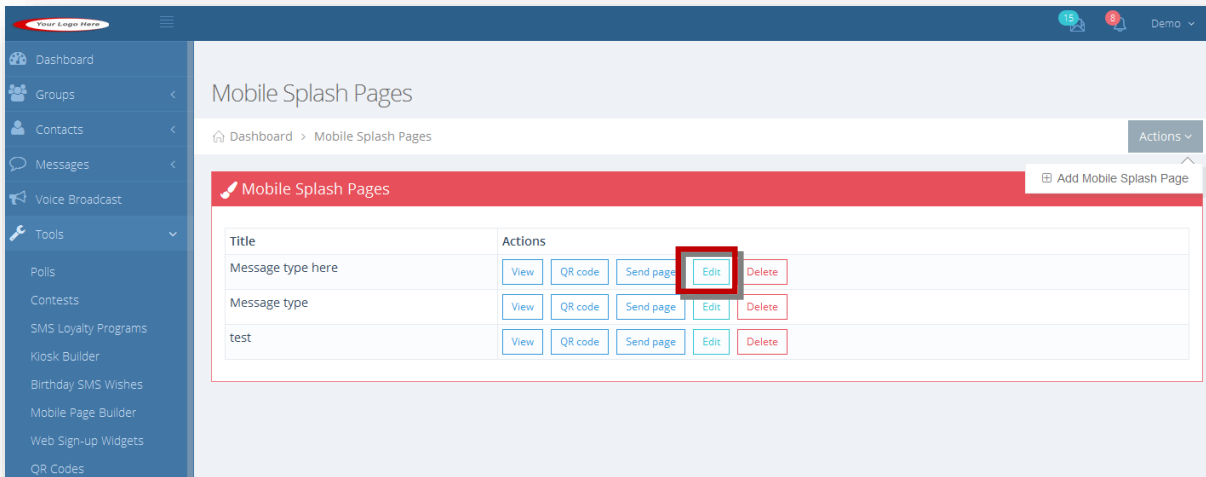 Your Logo Here
15
8
Demo
Dashboard
Groups
Contacts
Messages
Voice Broadcast
Tools
Polls
Contests
SMS Loyalty Programs
Kiosk Builder
Birthday SMS Wishes
Mobile Page Builder
Web Sign-up Widgets
QR Codes
Mobile Splash Pages
Dashboard > Mobile Splash Pages
Actions
Add Mobile Splash Page
Mobile Splash Pages
Title Actions
Message type here View QR code Send page Edit Delete
Message type View QR code Send page Edit Delete
test View QR code Send page Edit Delete